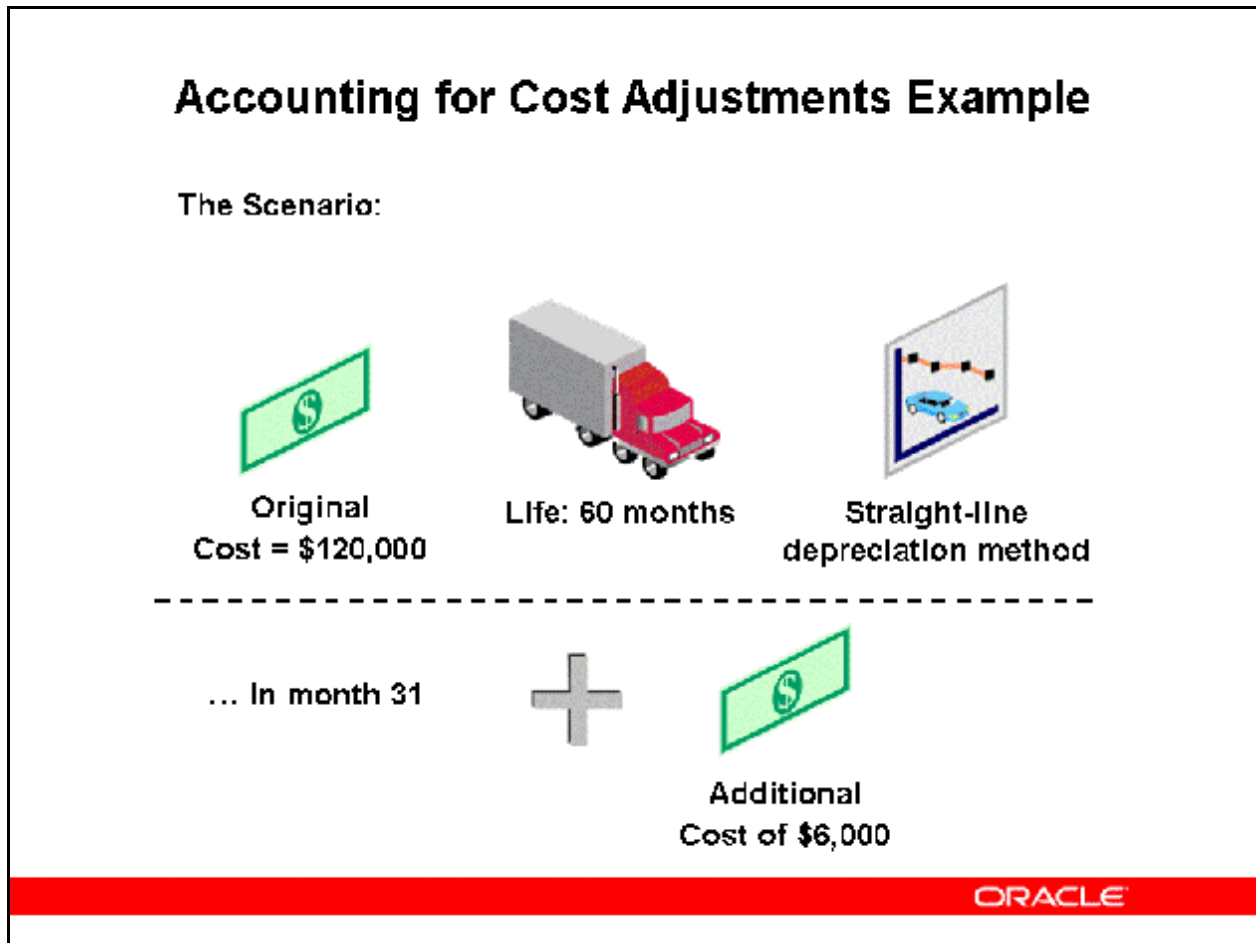 Accounting for Cost Adjustments Example
The Scenario:
$
Original
Cost = $120,000
Life: 60 months
Straight-line
depreciation method
… In month 31
$
Additional
Cost of $6,000
ORACLE